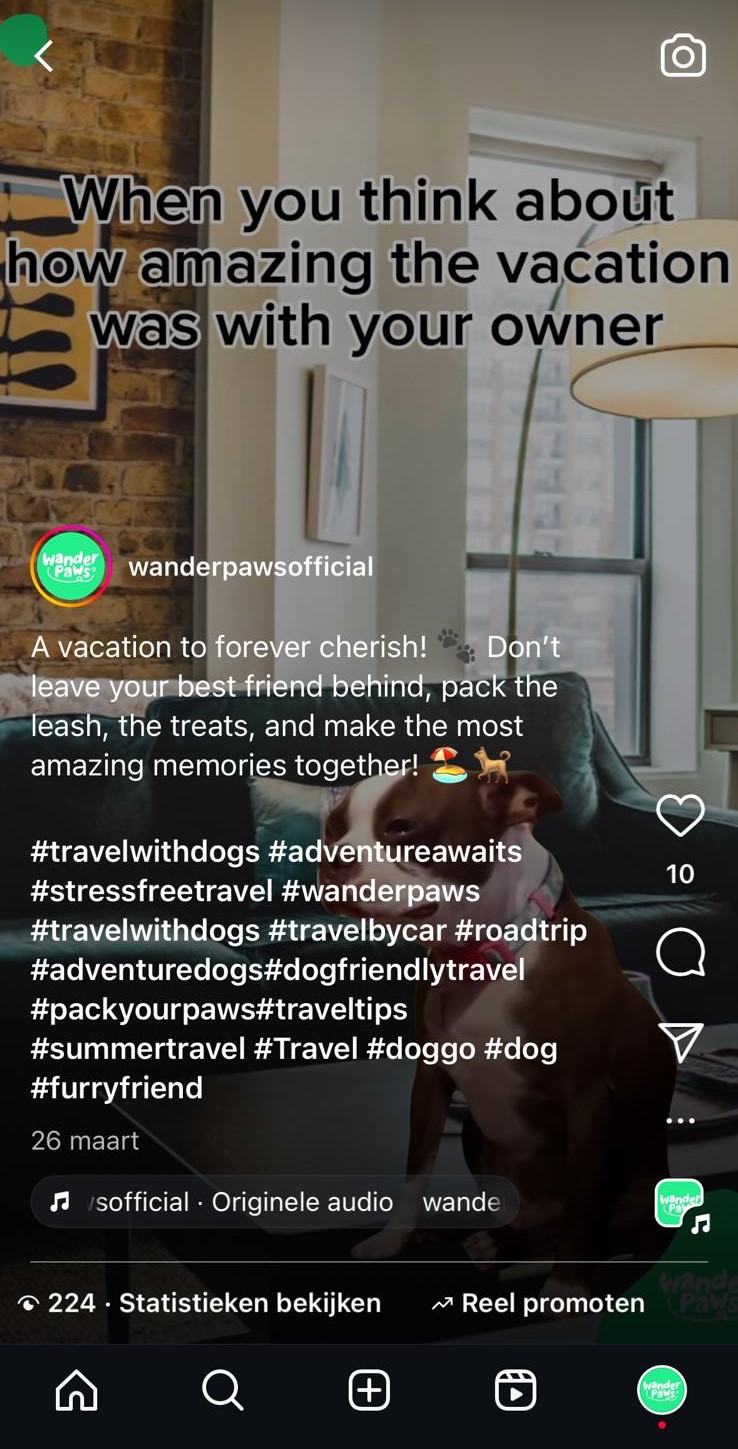 When you think about
how amazing the vacation
was with your owner
wander
paws
wanderpawsofficial
A vacation to forever cherish! 🐾 Don't
leave your best friend behind, pack the
leash, the treats, and make the most
amazing memories together! 🏖️🐕
#travelwithdogs #adventureawaits
#stressfreetravel #wanderpaws
#travelwithdogs #travelbycar #roadtrip
#adventuredogs#dogfriendlytravel
#packyourpaws#traveltips
#summertravel #Travel #doggo #dog
#furryfriend
10
26 maart
sofficial · Originele audio wande
wander
wander
224 · Statistieken bekijken
Reel promoten
wander
paws